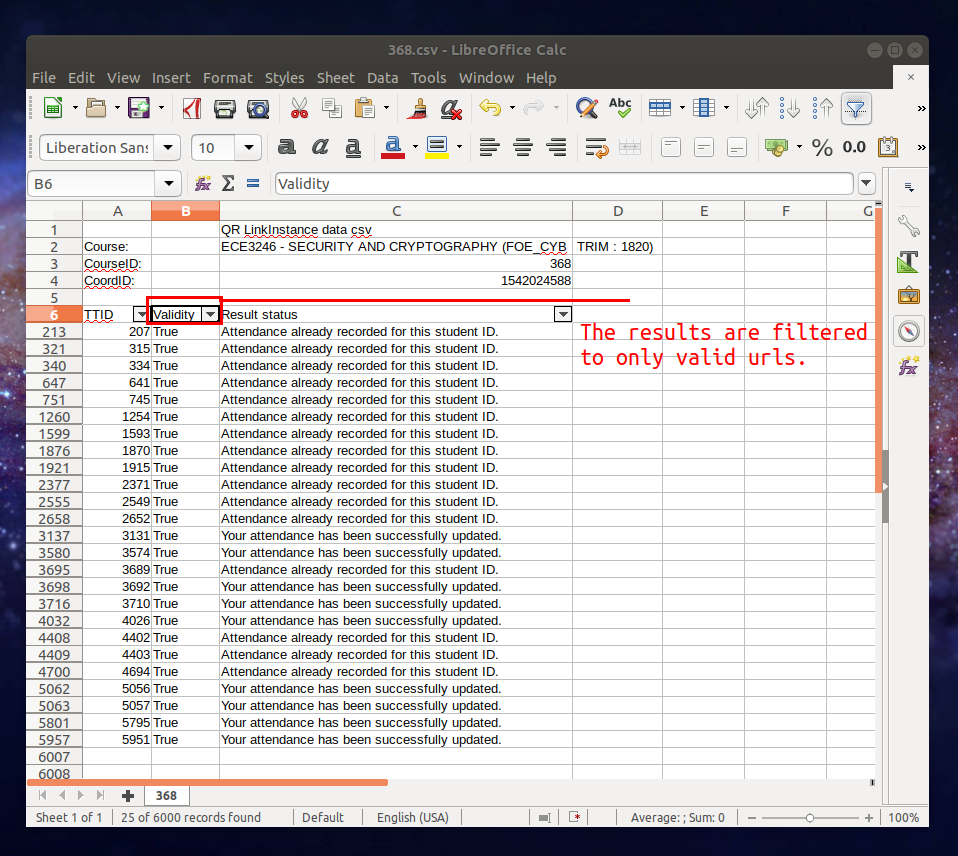 368.csv - LibreOffice Calc
File Edit View Insert Format Styles Sheet Data Tools Window Help
Abc
Liberation Sans 10 a a a a % 0.0
B6 fx Σ = Validity
A B C D E F G
1 QR LinkInstance data csv
2 Course: ECE3246 - SECURITY AND CRYPTOGRAPHY (FOE_CYB TRIM : 1820)
3 CourseID: 368
4 CoordID: 1542024588
5
6 TTID Validity Result status
213 207 True Attendance already recorded for this student ID.
The results are filtered
to only valid urls.
321 315 True Attendance already recorded for this student ID.
340 334 True Attendance already recorded for this student ID.
647 641 True Attendance already recorded for this student ID.
751 745 True Attendance already recorded for this student ID.
1260 1254 True Attendance already recorded for this student ID.
1599 1593 True Attendance already recorded for this student ID.
1876 1870 True Attendance already recorded for this student ID.
1921 1915 True Attendance already recorded for this student ID.
2377 2371 True Attendance already recorded for this student ID.
2555 2549 True Attendance already recorded for this student ID.
2658 2652 True Attendance already recorded for this student ID.
3137 3131 True Your attendance has been successfully updated.
3580 3574 True Attendance already recorded for this student ID.
3695 3689 True Attendance already recorded for this student ID.
3698 3692 True Your attendance has been successfully updated.
3716 3710 True Your attendance has been successfully updated.
4032 4026 True Your attendance has been successfully updated.
4408 4402 True Attendance already recorded for this student ID.
4409 4403 True Attendance already recorded for this student ID.
4700 4694 True Attendance already recorded for this student ID.
5062 5056 True Your attendance has been successfully updated.
5063 5057 True Your attendance has been successfully updated.
5801 5795 True Your attendance has been successfully updated.
5957 5951 True Your attendance has been successfully updated.
6007
6008
368
Sheet 1 of 1 25 of 6000 records found Default English (USA) Average: ; Sum: 0 100%